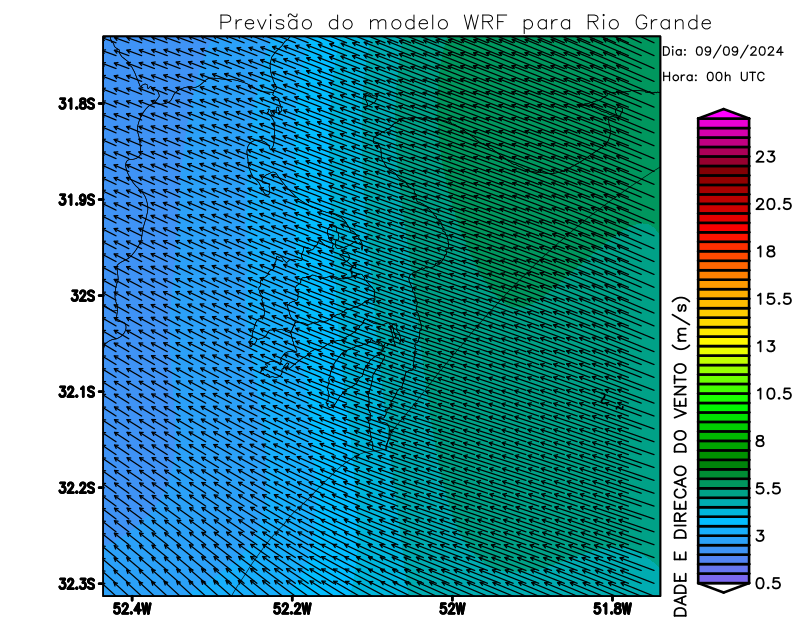 Previsão do modelo WRF para Rio Grande
Dia: 09/09/2024
Hora: 00h UTC
31.8S
31.9S
32S
32.1S
32.2S
32.3S
52.4W
52.2W
52W
51.8W
23
20.5
18
15.5
13
10.5
8
5.5
3
0.5
DADE E DIRECAO DO VENTO (m/s)